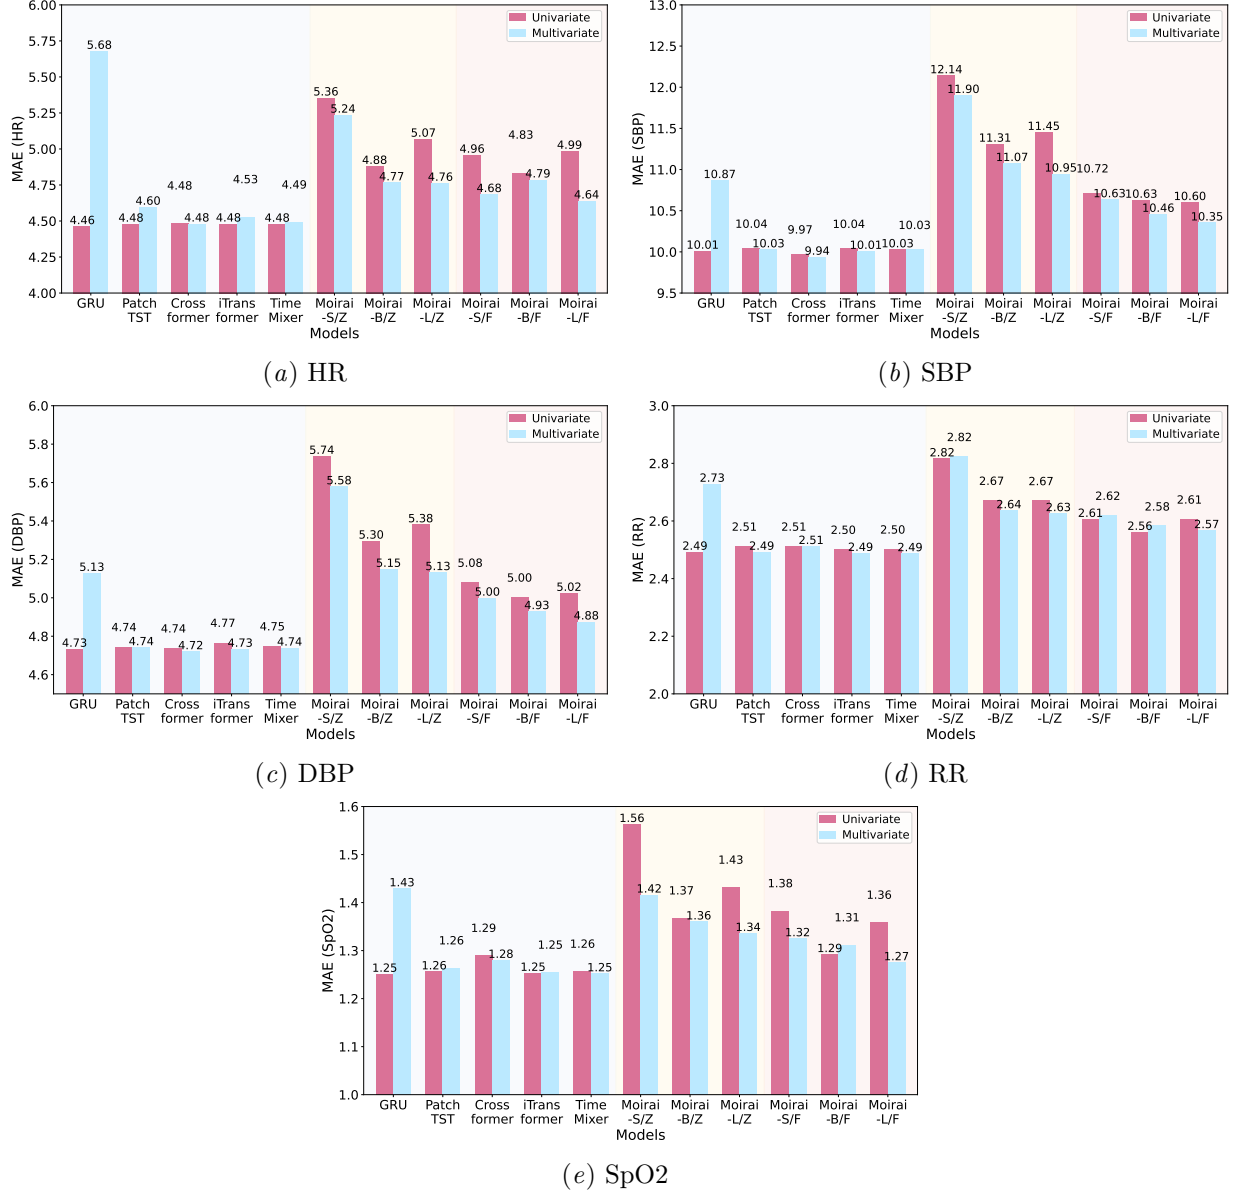 6.00
5.75
5.50
5.25
5.00
4.75
4.50
4.25
4.00
MAE (HR)
Univariate
Multivariate
4.46 5.68 4.48 4.60 4.48 4.48 4.48 4.53 4.48 4.49 5.36 5.24 4.88 4.77 5.07 4.76 4.96 4.68 4.83 4.79 4.99 4.64
GRU Patch Cross iTrans Time Moirai Moirai Moirai Moirai Moirai Moirai
TST former former Mixer -S/Z -B/Z -L/Z -S/F -B/F -L/F
Models
(a) HR
13.0
12.5
12.0
11.5
11.0
10.5
10.0
9.5
MAE (SBP)
Univariate
Multivariate
10.01 10.87 10.04 10.03 9.97 9.94 10.04 10.01 10.03 10.03 12.14 11.90 11.31 11.07 11.45 10.95 10.72 10.63 10.63 10.46 10.60 10.35
GRU Patch Cross iTrans Time Moirai Moirai Moirai Moirai Moirai Moirai
TST former former Mixer -S/Z -B/Z -L/Z -S/F -B/F -L/F
Models
(b) SBP
6.0
5.8
5.6
5.4
5.2
5.0
4.8
4.6
MAE (DBP)
Univariate
Multivariate
4.73 5.13 4.74 4.74 4.74 4.72 4.77 4.73 4.75 4.74 5.74 5.58 5.30 5.15 5.38 5.13 5.08 5.00 5.00 4.93 5.02 4.88
GRU Patch Cross iTrans Time Moirai Moirai Moirai Moirai Moirai Moirai
TST former former Mixer -S/Z -B/Z -L/Z -S/F -B/F -L/F
Models
(c) DBP
3.0
2.8
2.6
2.4
2.2
2.0
MAE (RR)
Univariate
Multivariate
2.49 2.73 2.51 2.49 2.51 2.51 2.50 2.49 2.50 2.49 2.82 2.82 2.67 2.64 2.67 2.63 2.61 2.62 2.56 2.58 2.61 2.57
GRU Patch Cross iTrans Time Moirai Moirai Moirai Moirai Moirai Moirai
TST former former Mixer -S/Z -B/Z -L/Z -S/F -B/F -L/F
Models
(d) RR
1.6
1.5
1.4
1.3
1.2
1.1
1.0
MAE (SpO2)
Univariate
Multivariate
1.25 1.43 1.26 1.26 1.29 1.28 1.25 1.25 1.26 1.25 1.56 1.42 1.37 1.36 1.43 1.34 1.38 1.32 1.29 1.31 1.36 1.27
GRU Patch Cross iTrans Time Moirai Moirai Moirai Moirai Moirai Moirai
TST former former Mixer -S/Z -B/Z -L/Z -S/F -B/F -L/F
Models
(e) SpO2